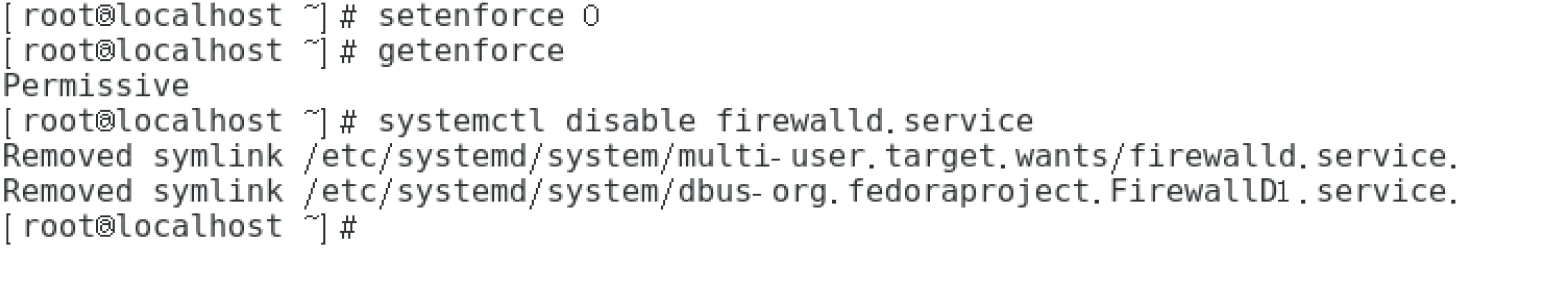 [root@localhost ~]# setenforce 0
[root@localhost ~]# getenforce
Permissive
[root@localhost ~]# systemctl disable firewalld.service
Removed symlink /etc/systemd/system/multi-user.target.wants/firewalld.service.
Removed symlink /etc/systemd/system/dbus-org.fedoraproject.FirewallD1.service.
[root@localhost ~]#